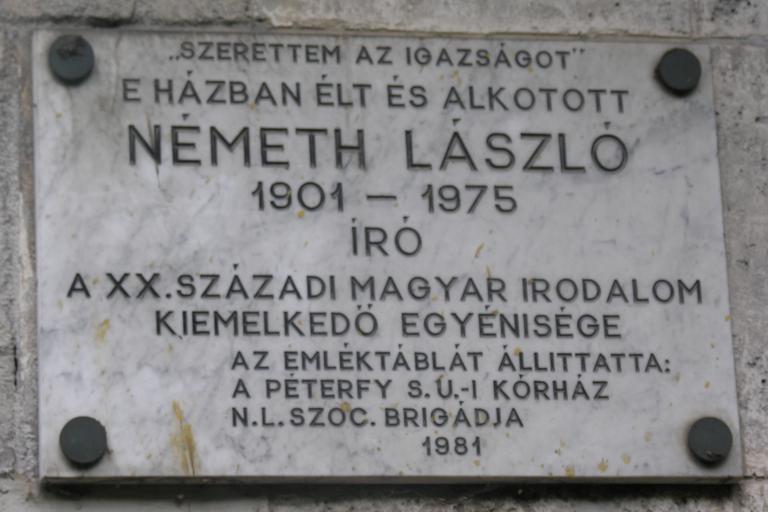 „SZERETTEM AZ IGAZSÁGOT"
E HÁZBAN ÉLT ÉS ALKOTOTT
NÉMETH LÁSZLÓ
1901 – 1975
ÍRÓ
A XX. SZÁZADI MAGYAR IRODALOM
KIEMELKEDŐ EGYÉNISÉGE
AZ EMLÉKTÁBLÁT ÁLLITTATTA:
A PÉTERFY S. U.-I KÓRHÁZ
N.L. SZOC. BRIGÁDJA
1981